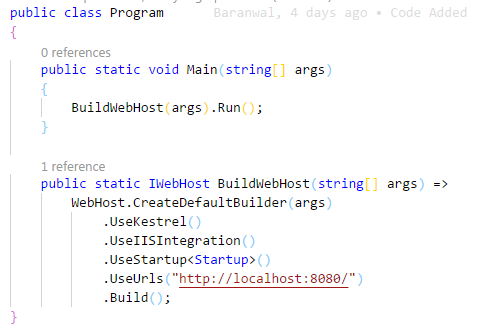 public class Program Baranwal, 4 days ago • Code Added
{
0 references
public static void Main(string[] args)
{
BuildWebHost(args).Run();
}
1 reference
public static IWebHost BuildWebHost(string[] args) =>
WebHost.CreateDefaultBuilder(args)
.UseKestrel()
.UseIISIntegration()
.UseStartup<Startup>()
.UseUrls("http://localhost:8080/")
.Build();
}